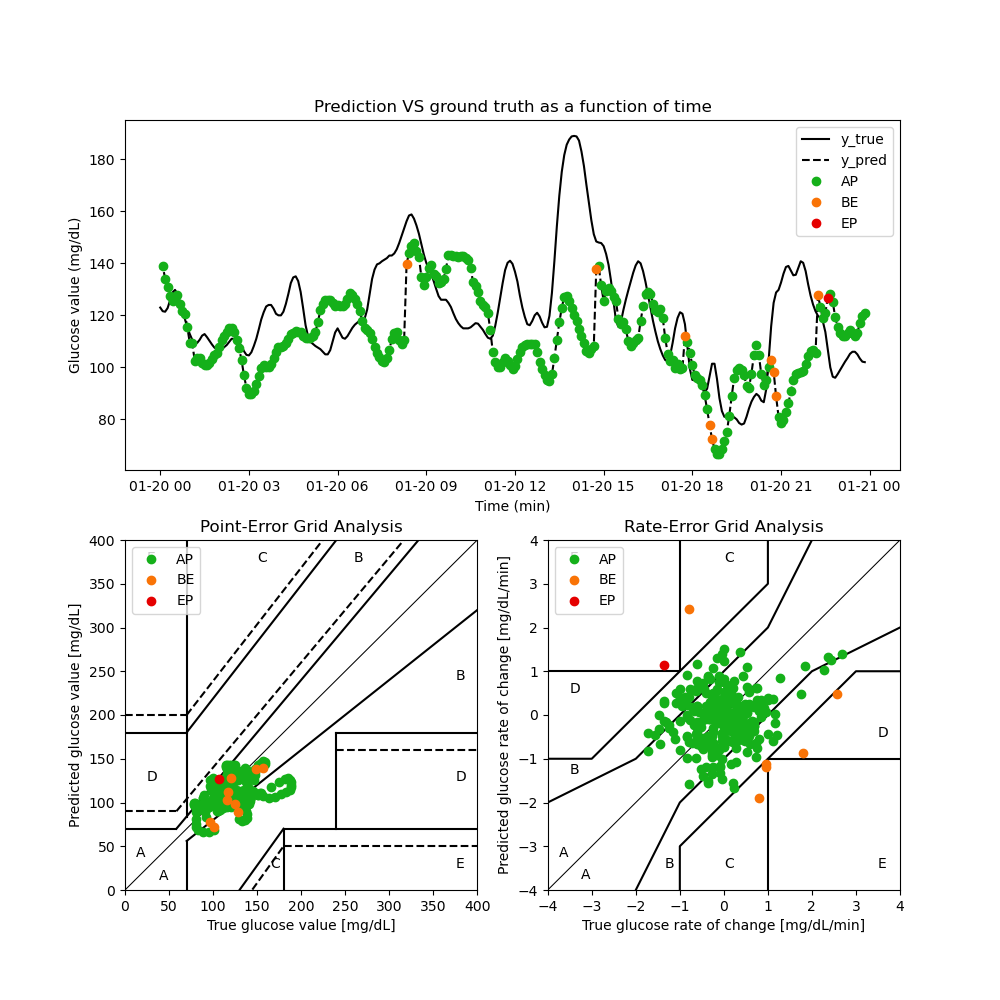 Prediction VS ground truth as a function of time
Glucose value (mg/dL)
180
160
140
120
100
80
y_true
y_pred
AP
BE
EP
01-20 00 01-20 03 01-20 06 01-20 09 01-20 12 01-20 15 01-20 18 01-20 21 01-21 00
Time (min)
Point-Error Grid Analysis
Predicted glucose value [mg/dL]
400
350
300
250
200
150
100
50
0
AP
BE
EP
C
B
B
D
D
A
A
C
E
0 50 100 150 200 250 300 350 400
True glucose value [mg/dL]
Rate-Error Grid Analysis
Predicted glucose rate of change [mg/dL/min]
4
3
2
1
0
−1
−2
−3
−4
AP
BE
EP
C
D
D
B
A
A
B
C
E
−4 −3 −2 −1 0 1 2 3 4
True glucose rate of change [mg/dL/min]